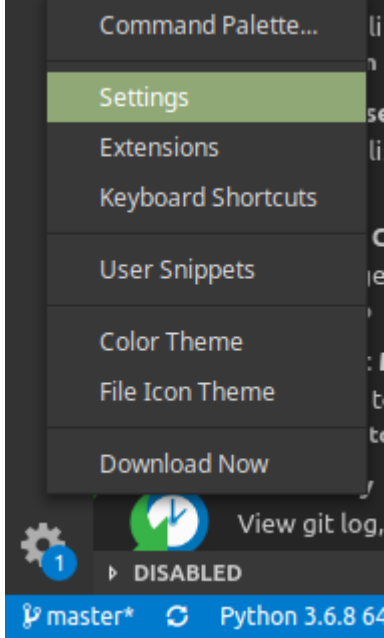 Command Palette...
Settings
Extensions
Keyboard Shortcuts
User Snippets
Color Theme
File Icon Theme
Download Now
View git log,
1
DISABLED
master* Python 3.6.8 64